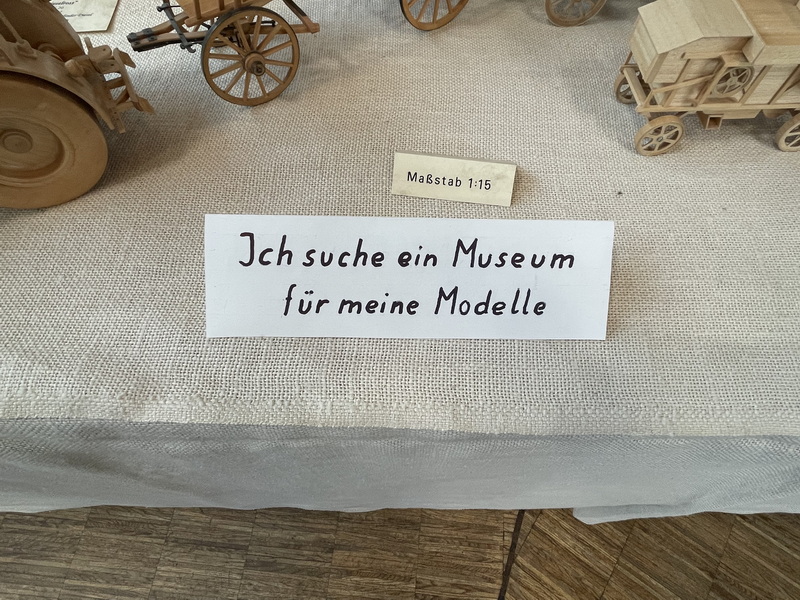 Maßstab 1:15
Ich suche ein Museum
für meine Modelle